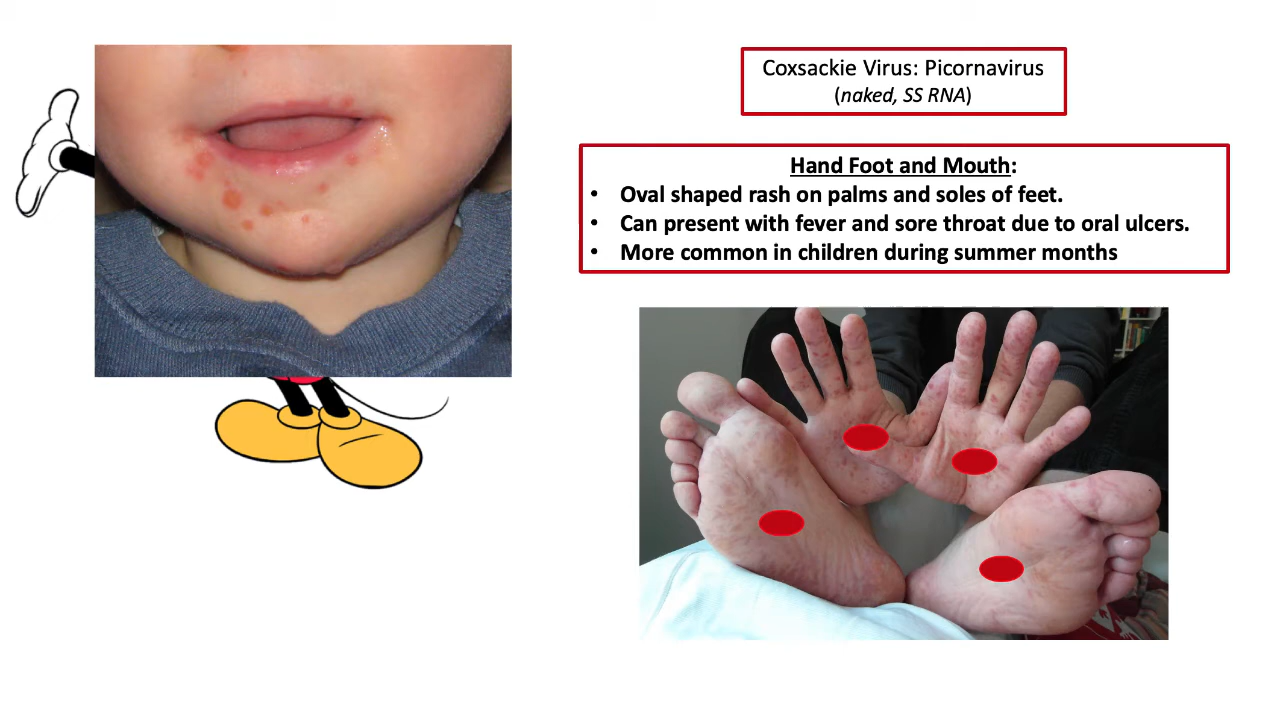 Coxsackie Virus: Picornavirus
(naked, SS RNA)
Hand Foot and Mouth:
• Oval shaped rash on palms and soles of feet.
• Can present with fever and sore throat due to oral ulcers.
• More common in children during summer months